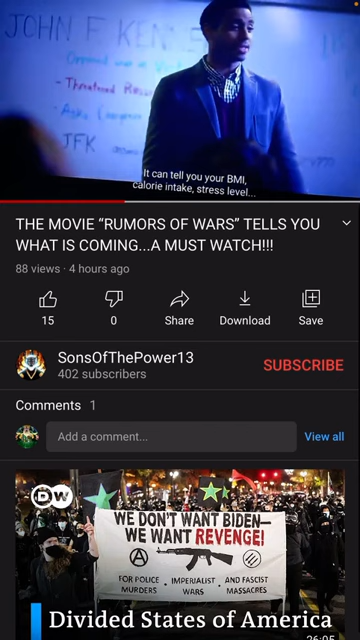 JOHN F KENNE
- Threatened
JFK
It can tell you your BMI,
calorie intake, stress level...
THE MOVIE “RUMORS OF WARS” TELLS YOU
WHAT IS COMING...A MUST WATCH!!!
88 views · 4 hours ago
15
0
Share
Download
Save
SonsOfThePower13
402 subscribers
SUBSCRIBE
Comments 1
Add a comment...
View all
DW
WE DON'T WANT BIDEN—
WE WANT REVENGE!
FOR POLICE MURDERS • IMPERIALIST WARS • AND FASCIST MASSACRES
Divided States of America
26:05